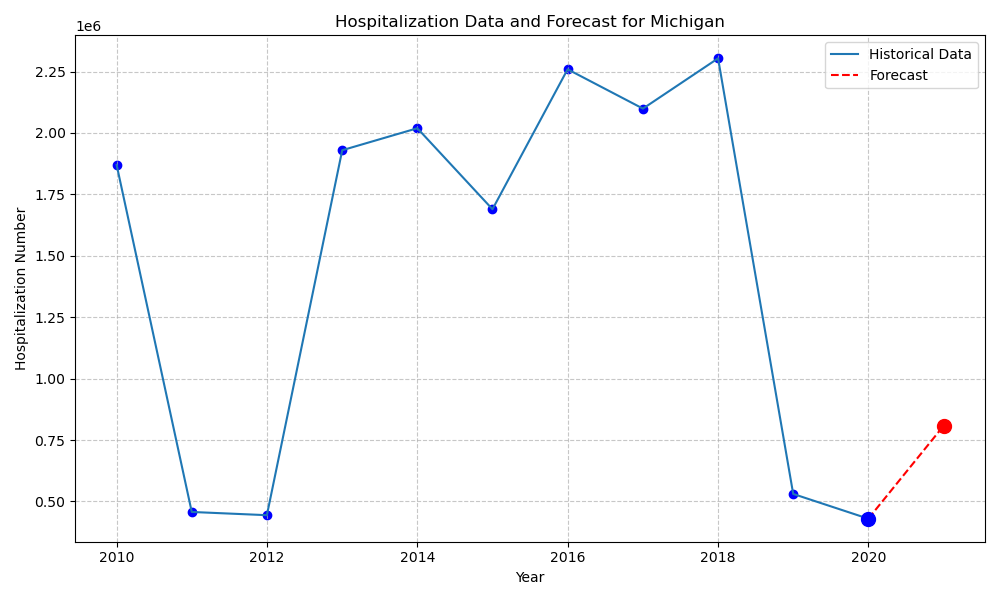 Hospitalization Data and Forecast for Michigan
1e6
Historical Data
Forecast
2.25
2.00
1.75
1.50
1.25
1.00
0.75
0.50
Hospitalization Number
2010 2012 2014 2016 2018 2020
Year